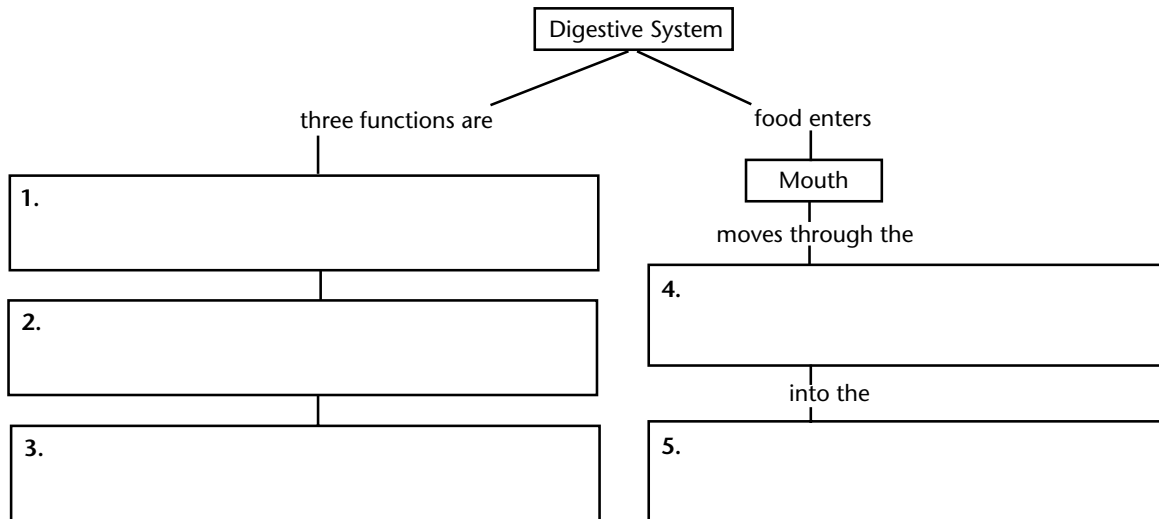 Digestive System
three functions are
food enters
1.
Mouth
moves through the
2.
4.
into the
3.
5.